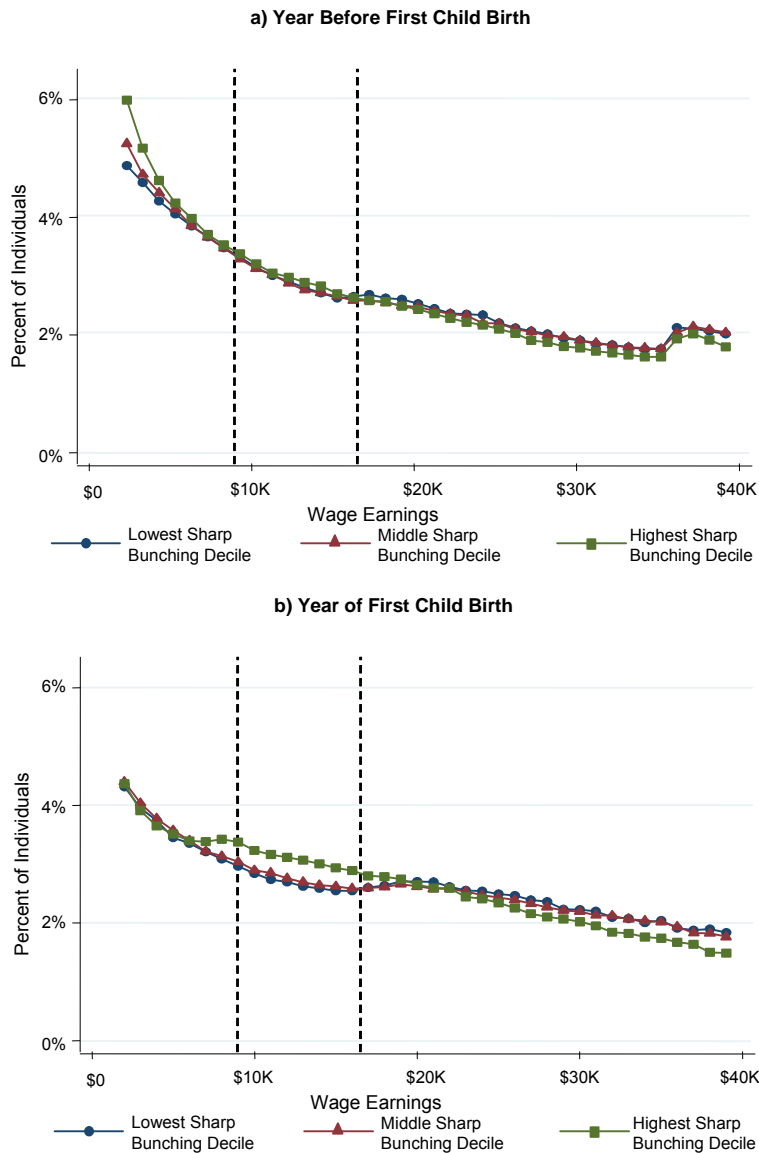 a) Year Before First Child Birth
6%
4%
2%
0%
Percent of Individuals
$0
$10K
$20K
$30K
$40K
Wage Earnings
Lowest Sharp
Bunching Decile
Middle Sharp
Bunching Decile
Highest Sharp
Bunching Decile
b) Year of First Child Birth
6%
4%
2%
0%
Percent of Individuals
$0
$10K
$20K
$30K
$40K
Wage Earnings
Lowest Sharp
Bunching Decile
Middle Sharp
Bunching Decile
Highest Sharp
Bunching Decile